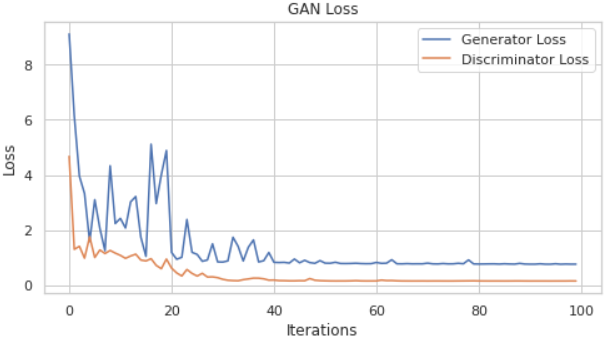 GAN Loss
Generator Loss
Discriminator Loss
Loss
8
6
4
2
0
0 20 40 60 80 100
Iterations